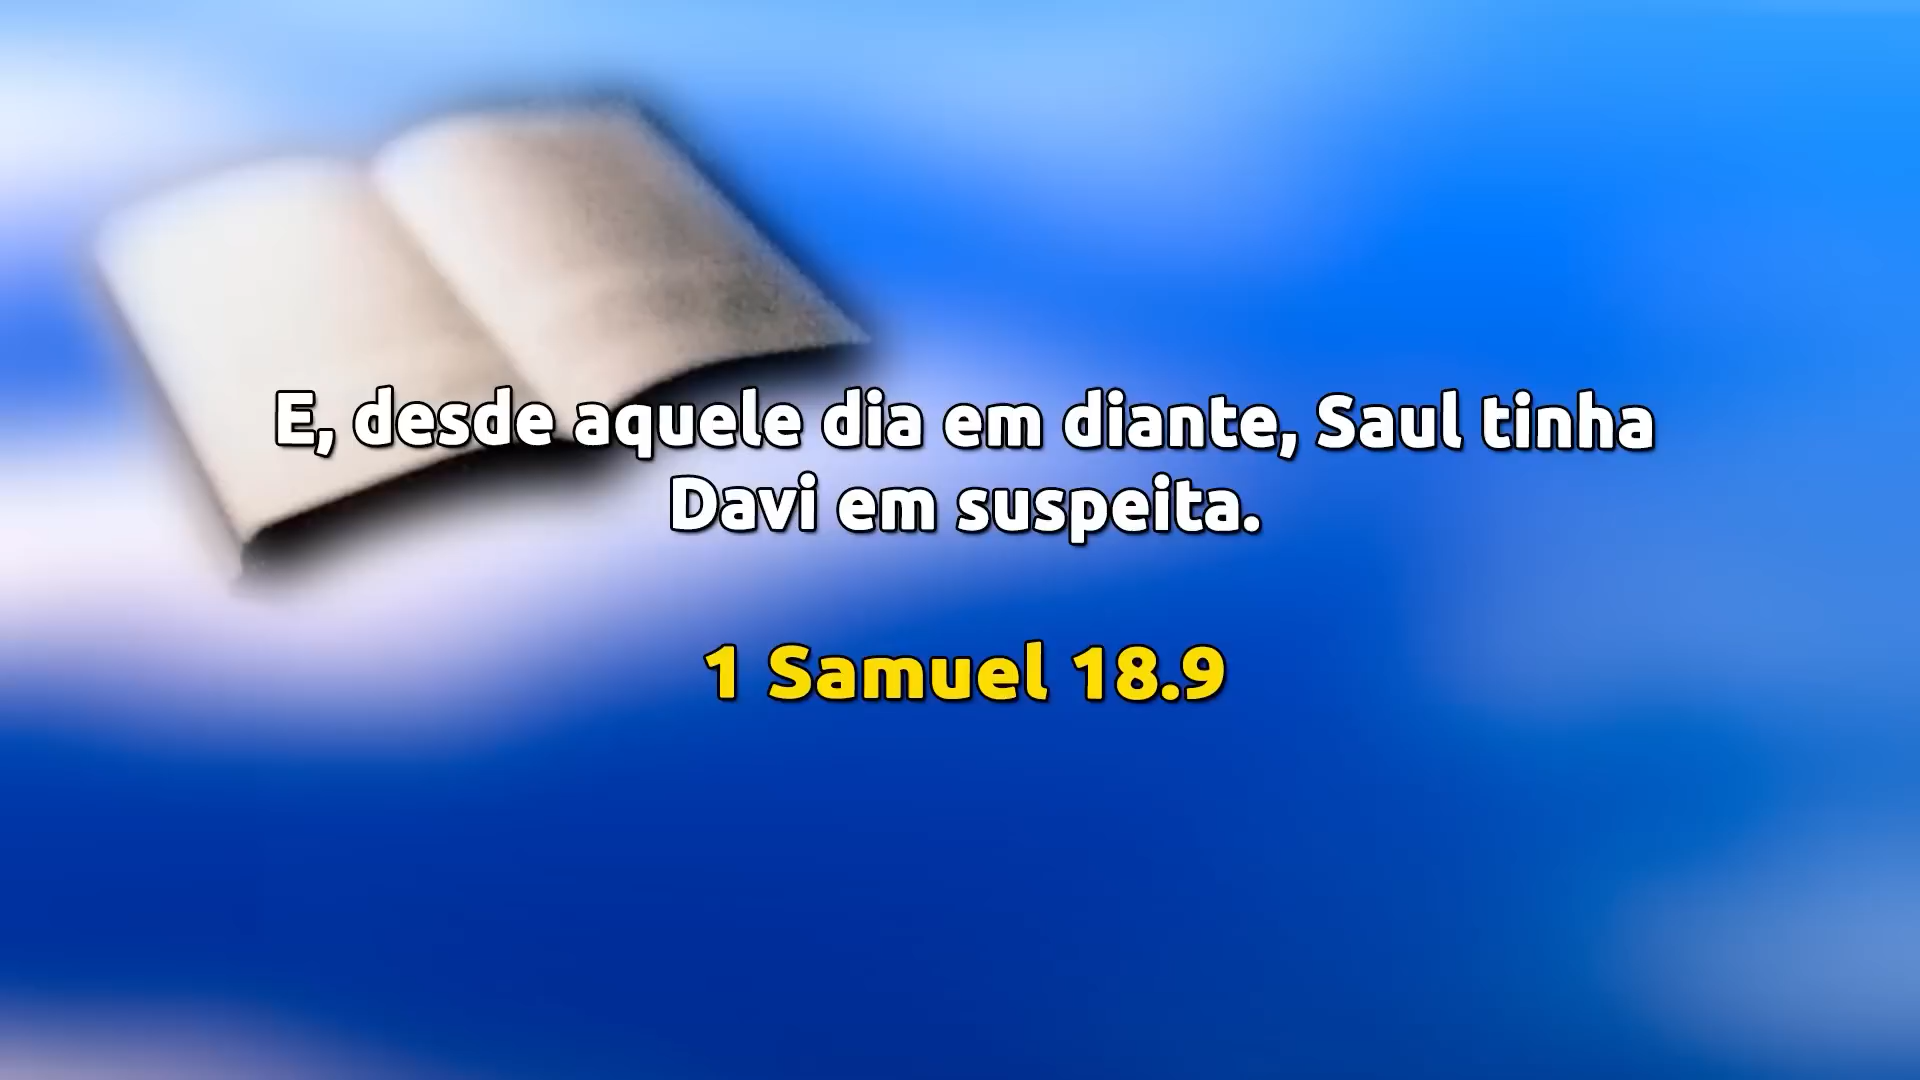 E, desde aquele dia em diante, Saul tinha
Davi em suspeita.
1 Samuel 18.9